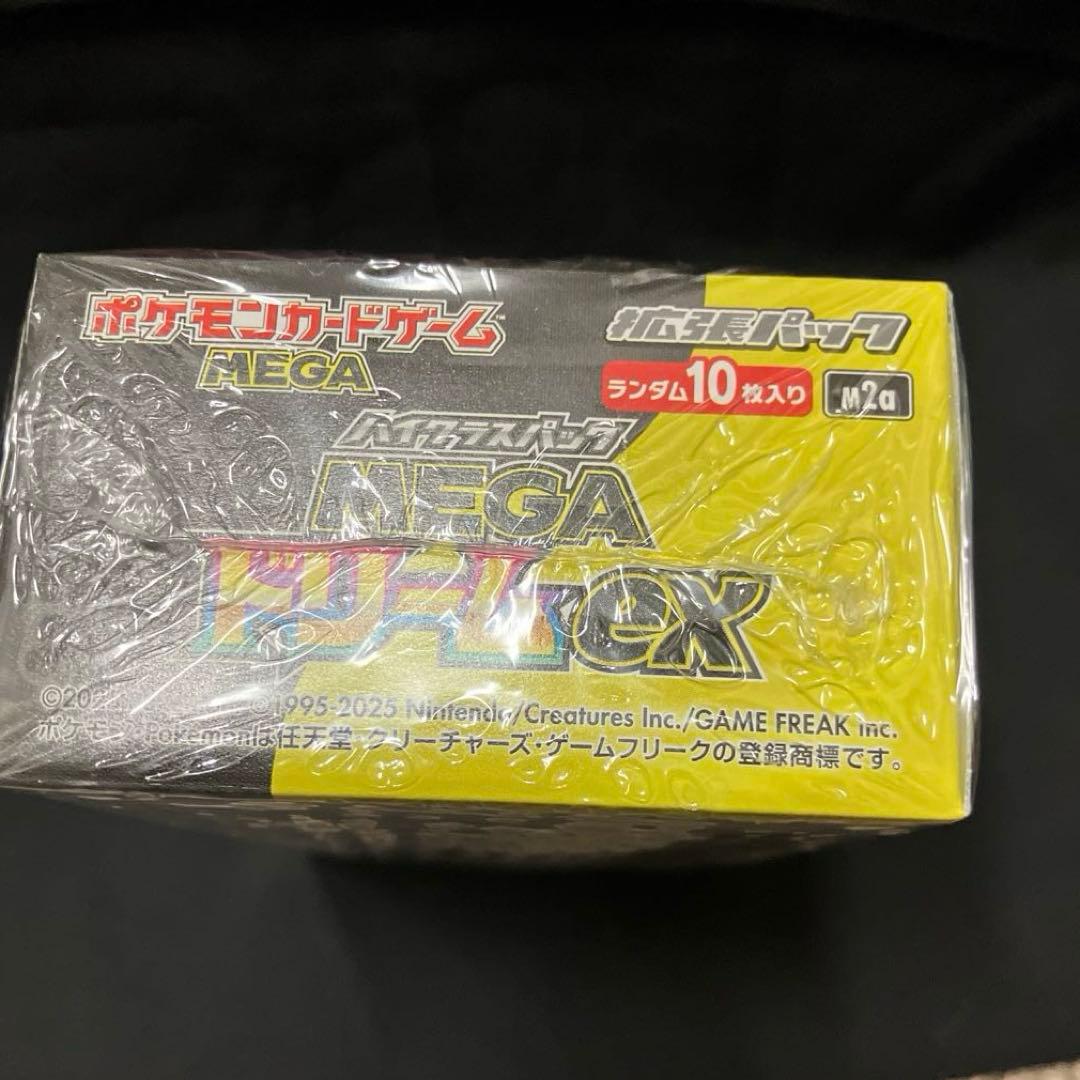 ポケモンカードゲーム
MEGA
拡張パック
ランダム10枚入り M2a
ハイクラスパック
MEGA
ドリームex
©1995-2025 Nintendo/Creatures Inc./GAME FREAK inc.
ポケモン・Pokémonは任天堂・クリーチャーズ・ゲームフリークの登録商標です。